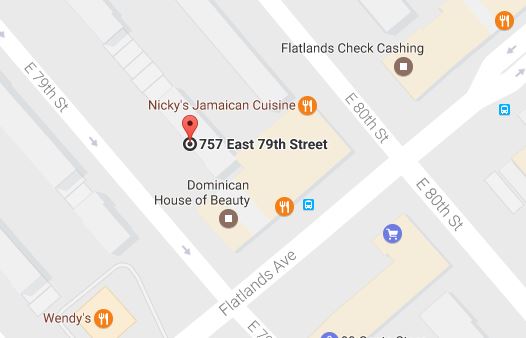 E 79th St
Flatlands Check Cashing
Nicky's Jamaican Cuisine
E 80th St
757 East 79th Street
Dominican
House of Beauty
E 80th St
Flatlands Ave
Wendy's